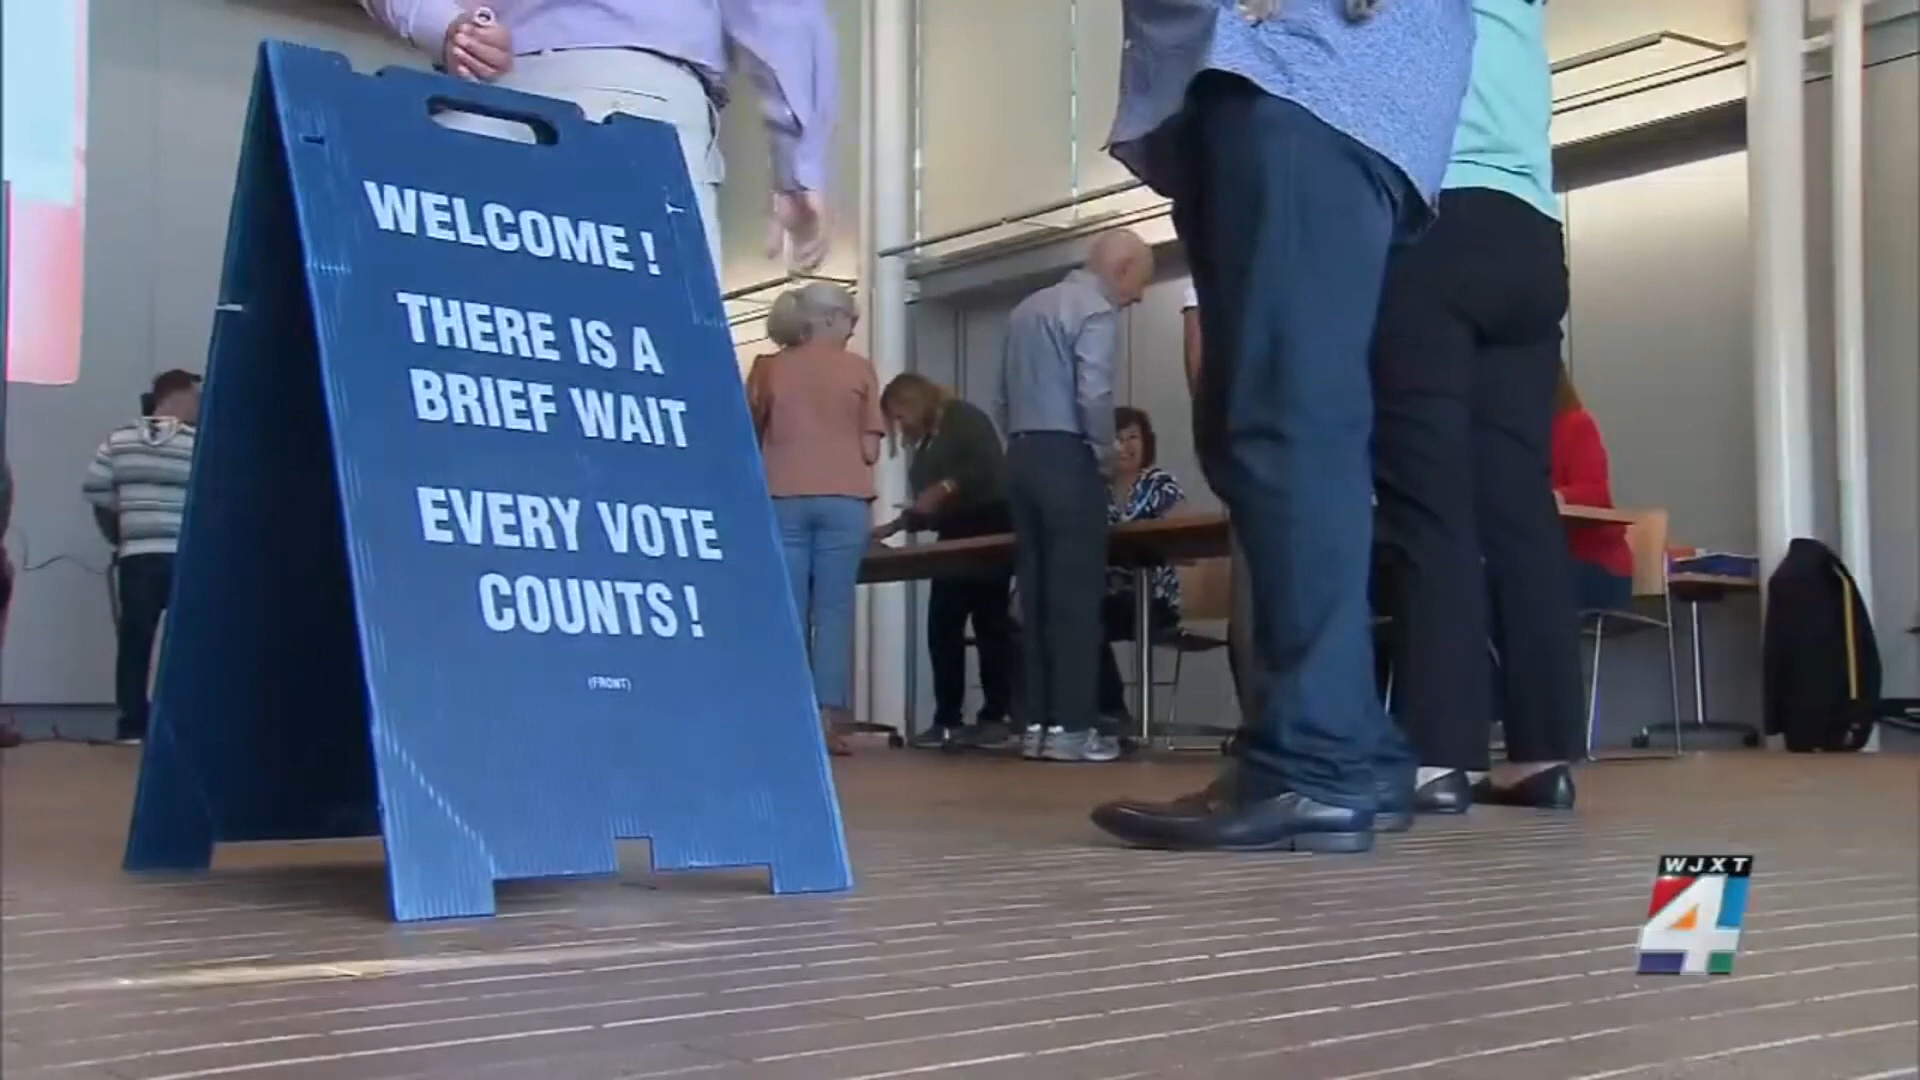 WELCOME !
THERE IS A
BRIEF WAIT
EVERY VOTE
COUNTS !
(FRONT)
WJXT
4